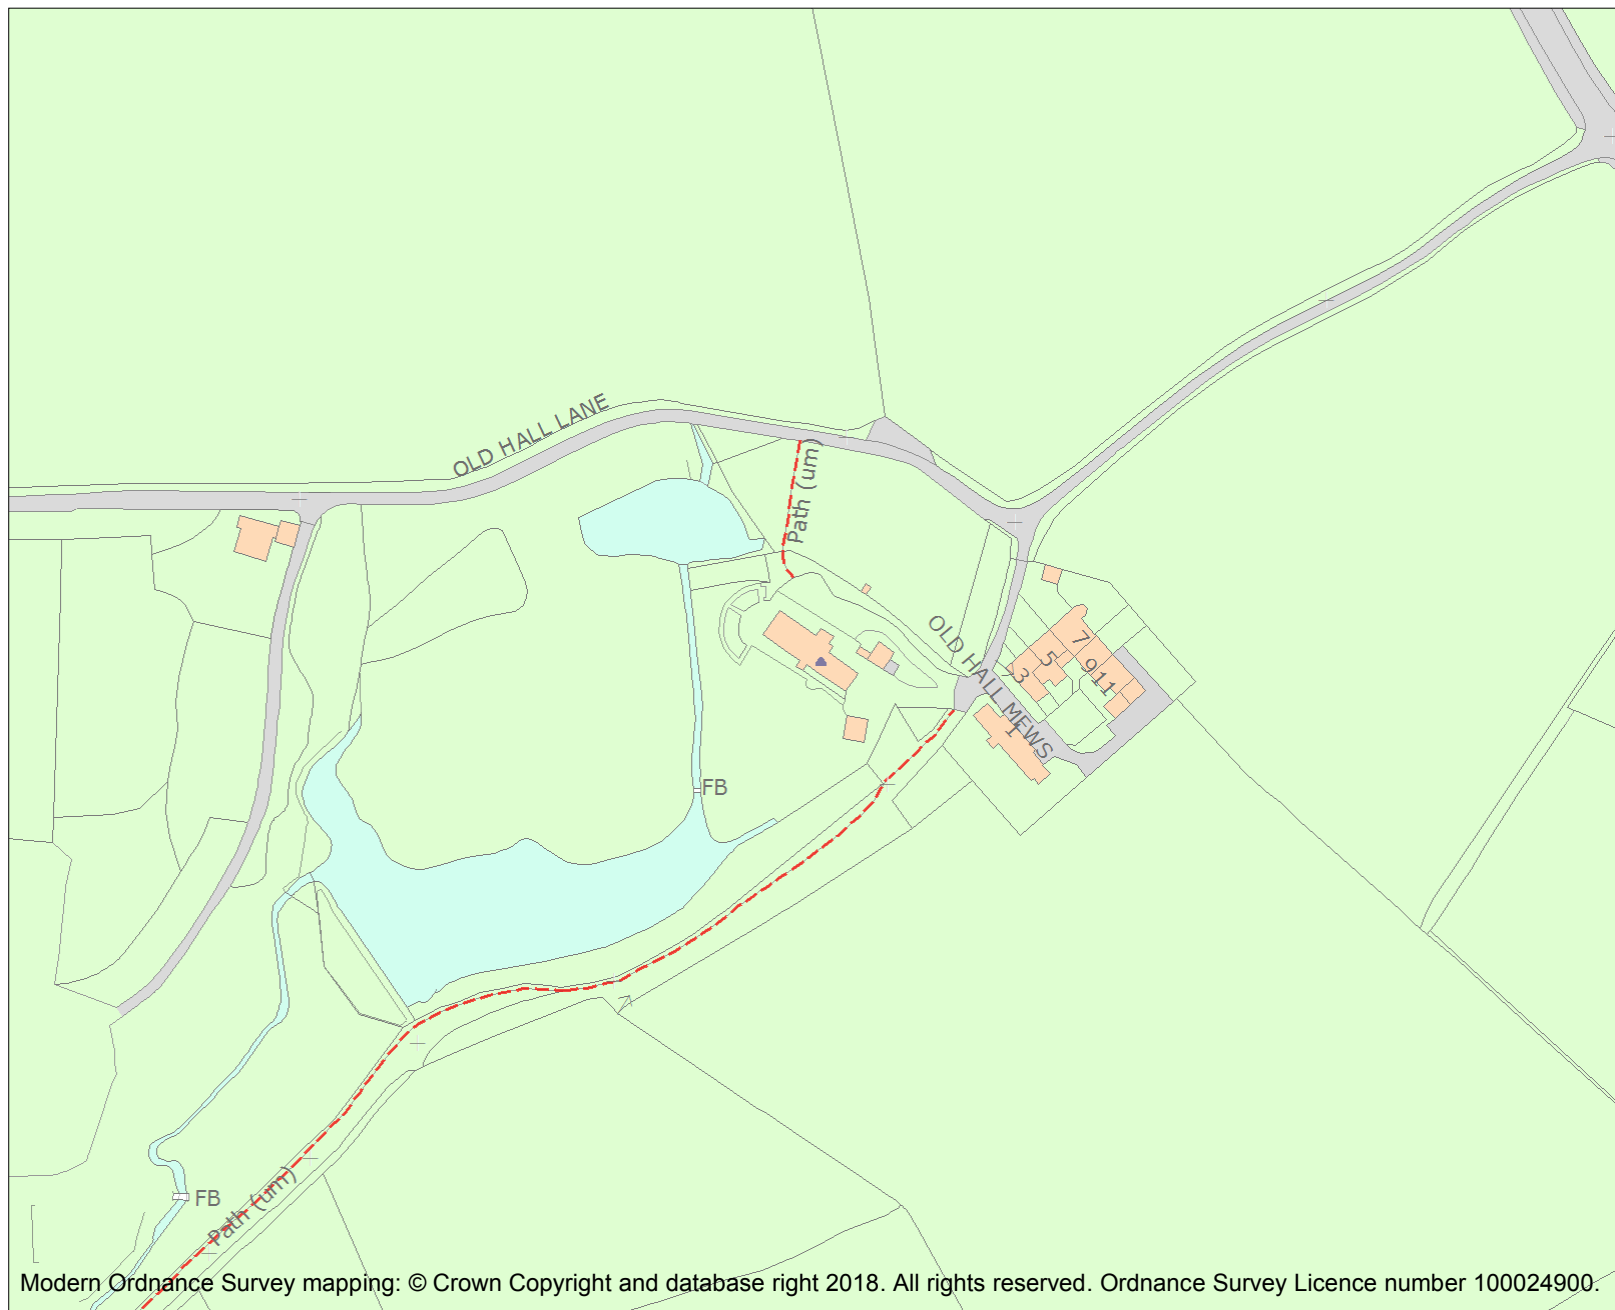 OLD HALL LANE
Path (um)
OLD HALL MEWS
7
5
3
9
11
1
FB
FB
Path (um)
Modern Ordnance Survey mapping: © Crown Copyright and database right 2018. All rights reserved. Ordnance Survey Licence number 100024900.